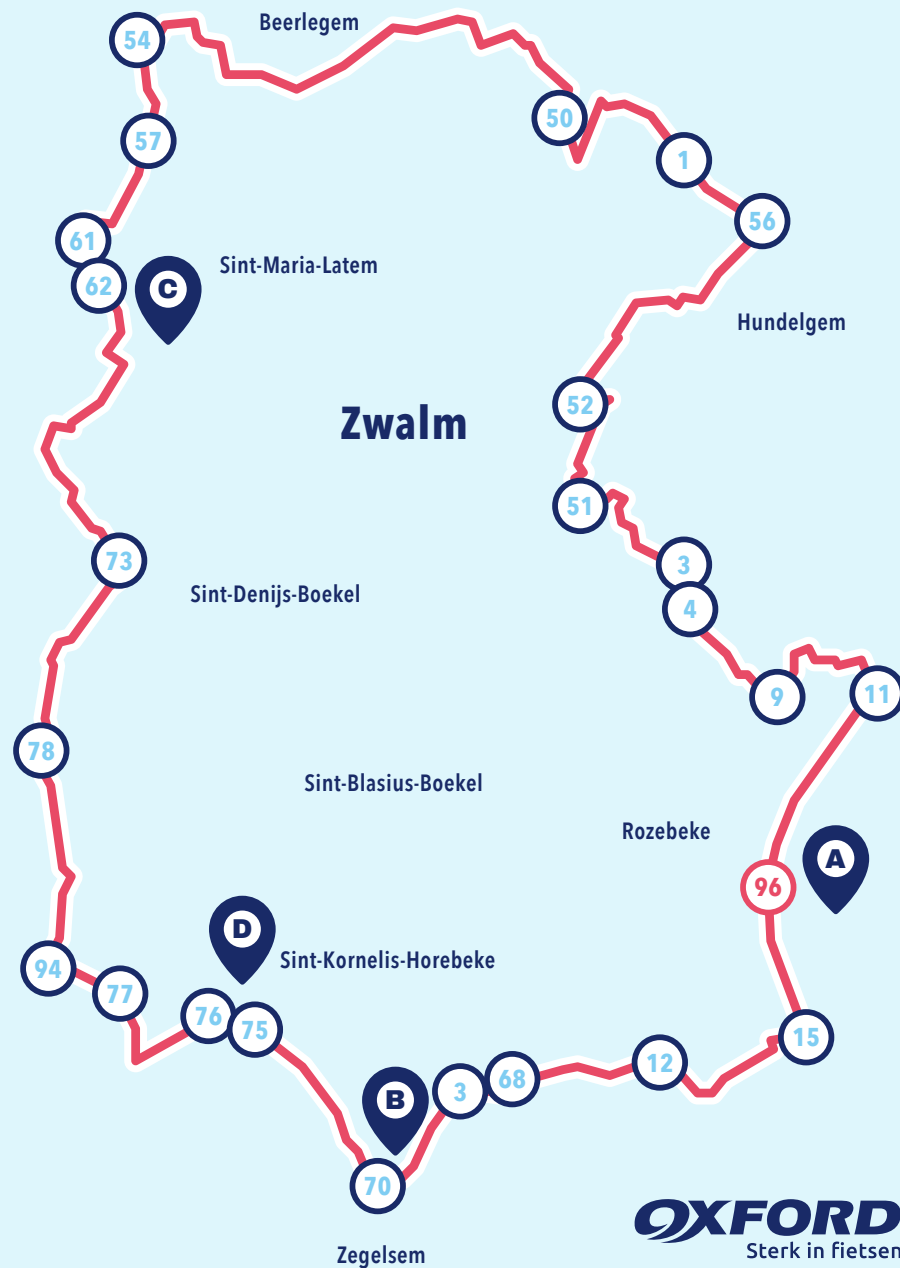 Beerlegem
54
50
57
1
56
61
Sint-Maria-Latem
62
C
Hundelgem
52
Zwalm
51
73
3
Sint-Denijs-Boekel
4
9
11
78
Sint-Blasius-Boekel
Rozebeke
A
96
D
Sint-Kornelis-Horebeke
94
77
76
75
15
12
68
3
B
70
OXFORD
Sterk in fietsen
Zegelsem